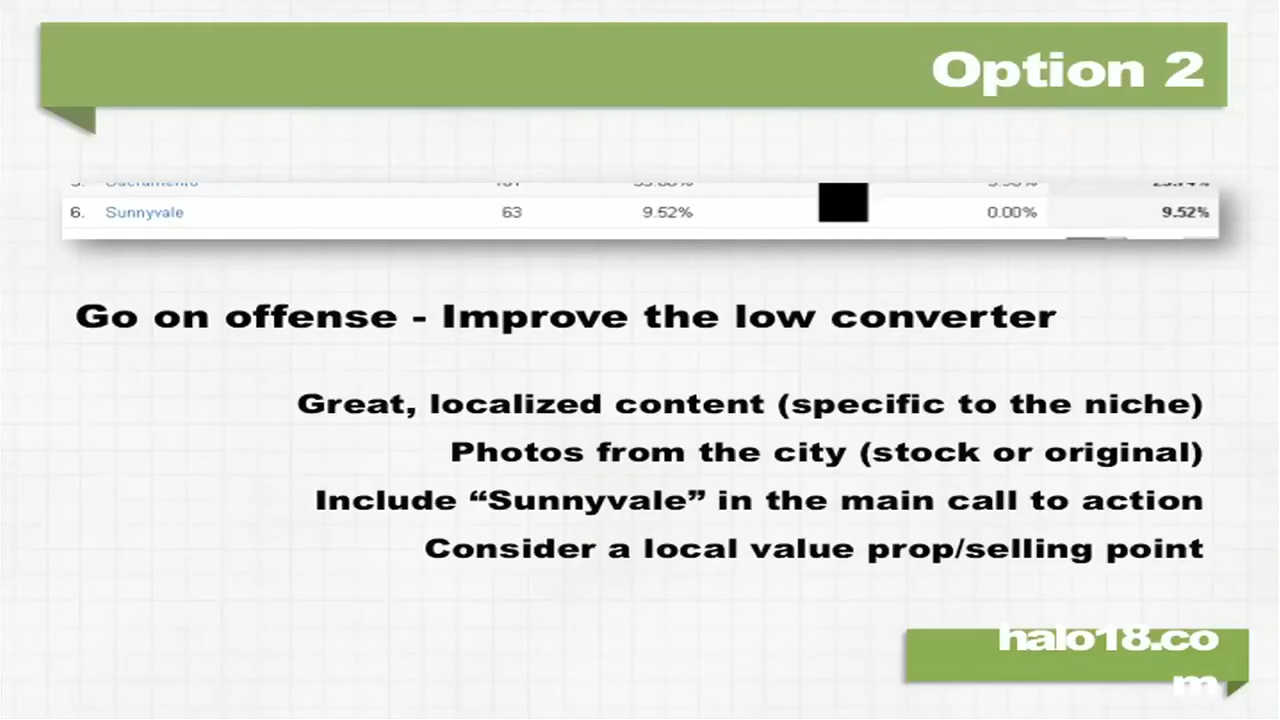 Option 2
Sacramento
6. Sunnyvale 63 9.52% 0.00% 9.52%
Go on offense - Improve the low converter
Great, localized content (specific to the niche)
Photos from the city (stock or original)
Include “Sunnyvale” in the main call to action
Consider a local value prop/selling point
halo18.co
m